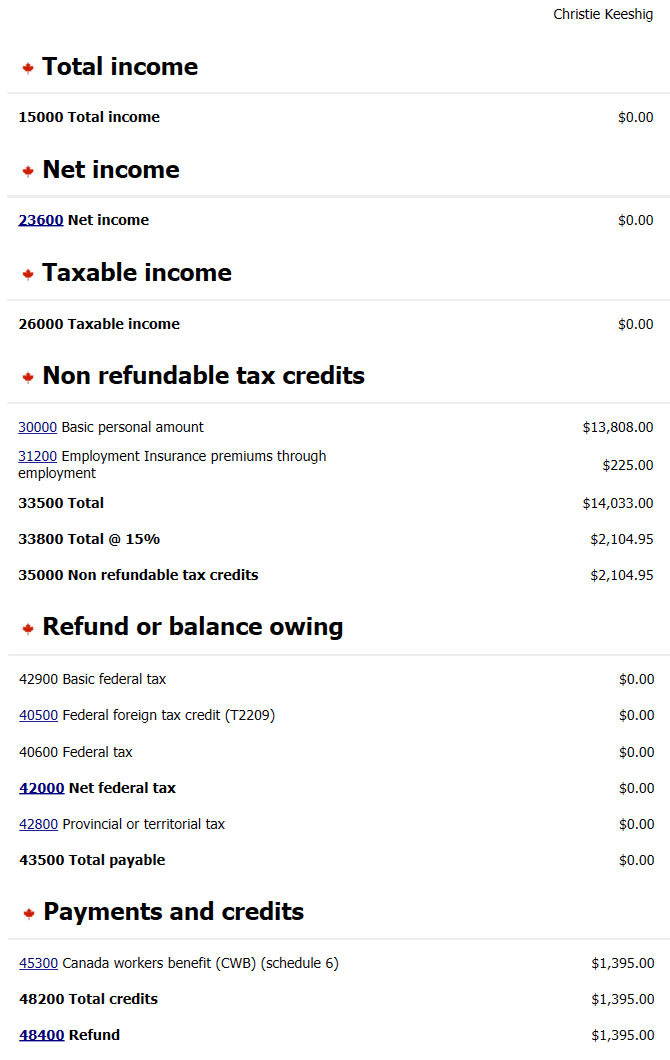 Christie Keeshig
Total income
15000 Total income $0.00
Net income
23600 Net income $0.00
Taxable income
26000 Taxable income $0.00
Non refundable tax credits
30000 Basic personal amount $13,808.00
31200 Employment Insurance premiums through
employment $225.00
33500 Total $14,033.00
33800 Total @ 15% $2,104.95
35000 Non refundable tax credits $2,104.95
Refund or balance owing
42900 Basic federal tax $0.00
40500 Federal foreign tax credit (T2209) $0.00
40600 Federal tax $0.00
42000 Net federal tax $0.00
42800 Provincial or territorial tax $0.00
43500 Total payable $0.00
Payments and credits
45300 Canada workers benefit (CWB) (schedule 6) $1,395.00
48200 Total credits $1,395.00
48400 Refund $1,395.00